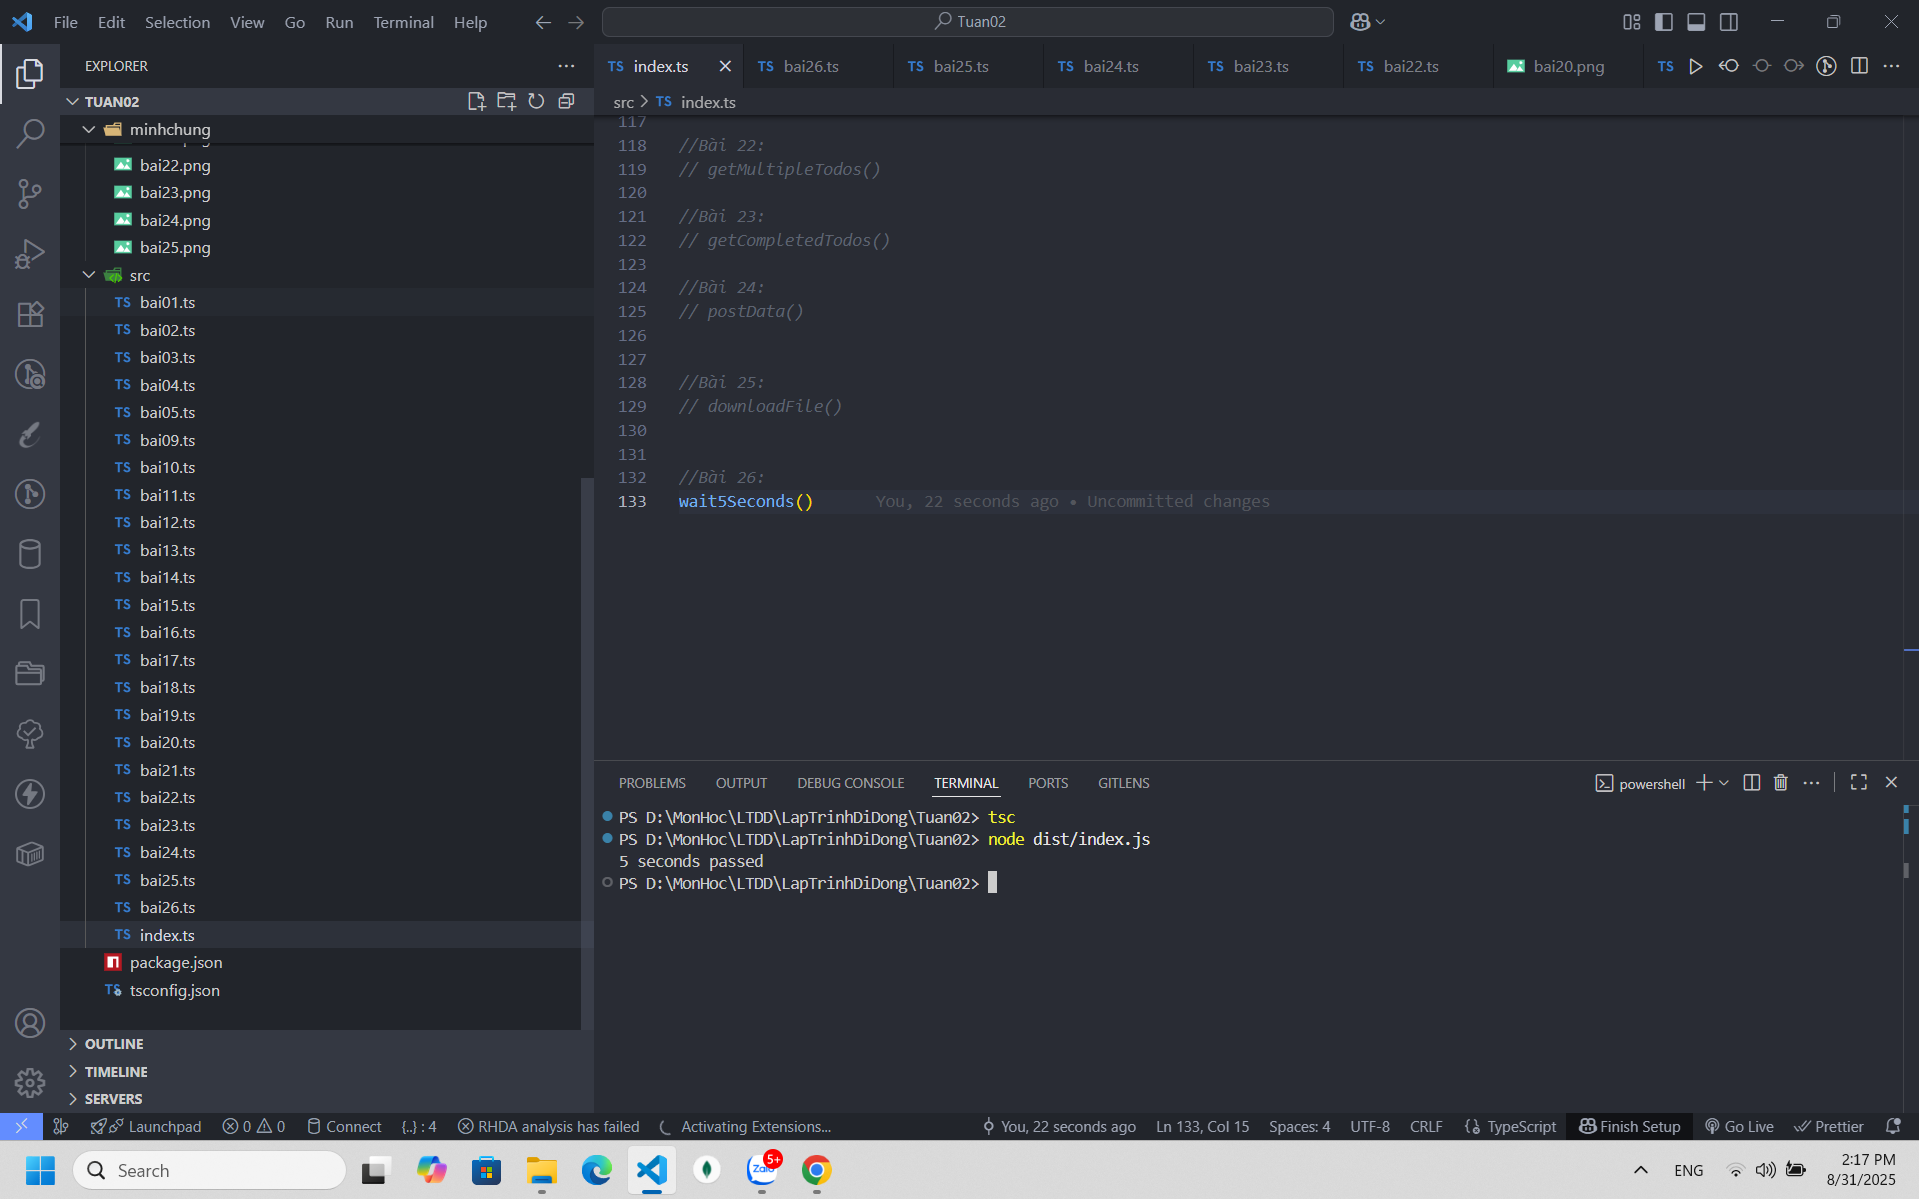 File Edit Selection View Go Run Terminal Help
Tuan02
EXPLORER
TUAN02
minhchung
bai22.png
bai23.png
bai24.png
bai25.png
src
TS bai01.ts
TS bai02.ts
TS bai03.ts
TS bai04.ts
TS bai05.ts
TS bai09.ts
TS bai10.ts
TS bai11.ts
TS bai12.ts
TS bai13.ts
TS bai14.ts
TS bai15.ts
TS bai16.ts
TS bai17.ts
TS bai18.ts
TS bai19.ts
TS bai20.ts
TS bai21.ts
TS bai22.ts
TS bai23.ts
TS bai24.ts
TS bai25.ts
TS bai26.ts
TS index.ts
package.json
TS tsconfig.json
OUTLINE
TIMELINE
SERVERS
TS index.ts TS bai26.ts TS bai25.ts TS bai24.ts TS bai23.ts TS bai22.ts bai20.png TS
src > TS index.ts
117
118 //Bài 22:
119 // getMultipleTodos()
120
121 //Bài 23:
122 // getCompletedTodos()
123
124 //Bài 24:
125 // postData()
126
127
128 //Bài 25:
129 // downloadFile()
130
131
132 //Bài 26:
133 wait5Seconds() You, 22 seconds ago • Uncommitted changes
PROBLEMS OUTPUT DEBUG CONSOLE TERMINAL PORTS GITLENS
powershell
PS D:\MonHoc\LTDD\LapTrinhDiDong\Tuan02> tsc
PS D:\MonHoc\LTDD\LapTrinhDiDong\Tuan02> node dist/index.js
5 seconds passed
PS D:\MonHoc\LTDD\LapTrinhDiDong\Tuan02>
Launchpad 0 0 Connect {..} : 4 RHDA analysis has failed Activating Extensions... You, 22 seconds ago Ln 133, Col 15 Spaces: 4 UTF-8 CRLF TypeScript Finish Setup Go Live Prettier
Search
Zalo
5+
ENG
2:17 PM
8/31/2025